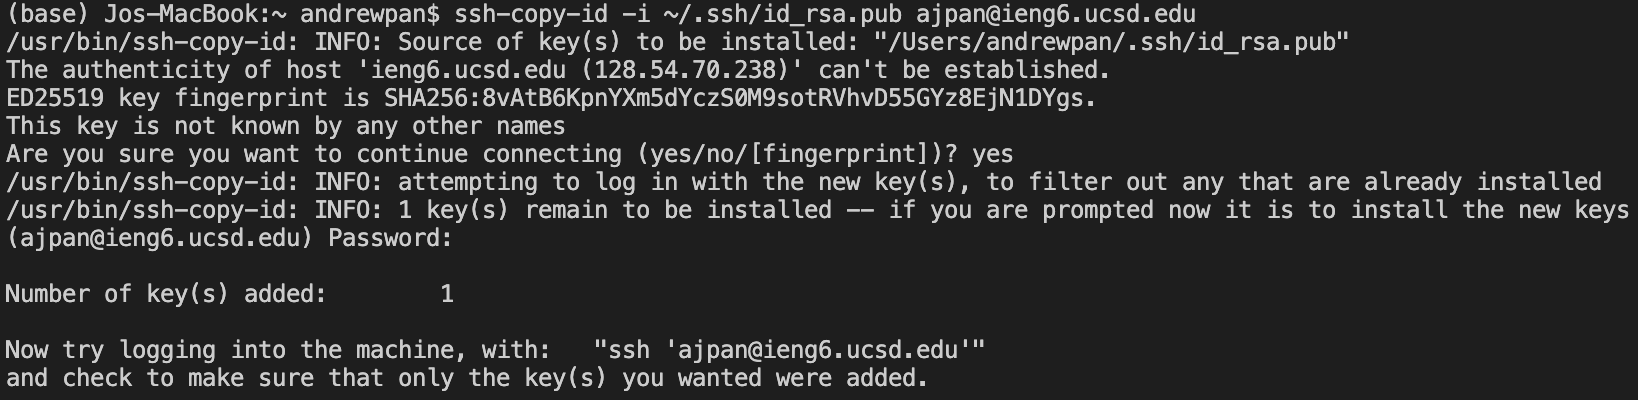 (base) Jos-MacBook:~ andrewpan$ ssh-copy-id -i ~/.ssh/id_rsa.pub ajpan@ieng6.ucsd.edu
/usr/bin/ssh-copy-id: INFO: Source of key(s) to be installed: "/Users/andrewpan/.ssh/id_rsa.pub"
The authenticity of host 'ieng6.ucsd.edu (128.54.70.238)' can't be established.
ED25519 key fingerprint is SHA256:8vAtB6KpnYXm5dYczS0M9sotRVhvD55GYz8EjN1DYgs.
This key is not known by any other names
Are you sure you want to continue connecting (yes/no/[fingerprint])? yes
/usr/bin/ssh-copy-id: INFO: attempting to log in with the new key(s), to filter out any that are already installed
/usr/bin/ssh-copy-id: INFO: 1 key(s) remain to be installed -- if you are prompted now it is to install the new keys
(ajpan@ieng6.ucsd.edu) Password:
Number of key(s) added:        1
Now try logging into the machine, with:   "ssh 'ajpan@ieng6.ucsd.edu'"
and check to make sure that only the key(s) you wanted were added.